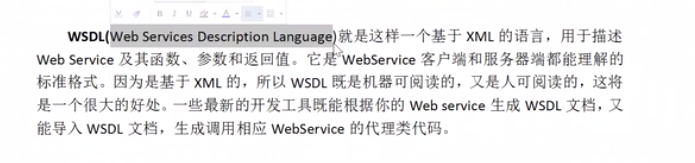 WSDL(Web Services Description Language)就是这样一个基于 XML 的语言，用于描述
Web Service 及其函数、参数和返回值。它是 WebService 客户端和服务器端都能理解的
标准格式。因为是基于 XML 的，所以 WSDL 既是机器可阅读的，又是人可阅读的，这将
是一个很大的好处。一些最新的开发工具既能根据你的 Web service 生成 WSDL 文档，又
能导入 WSDL 文档，生成调用相应 WebService 的代理类代码。